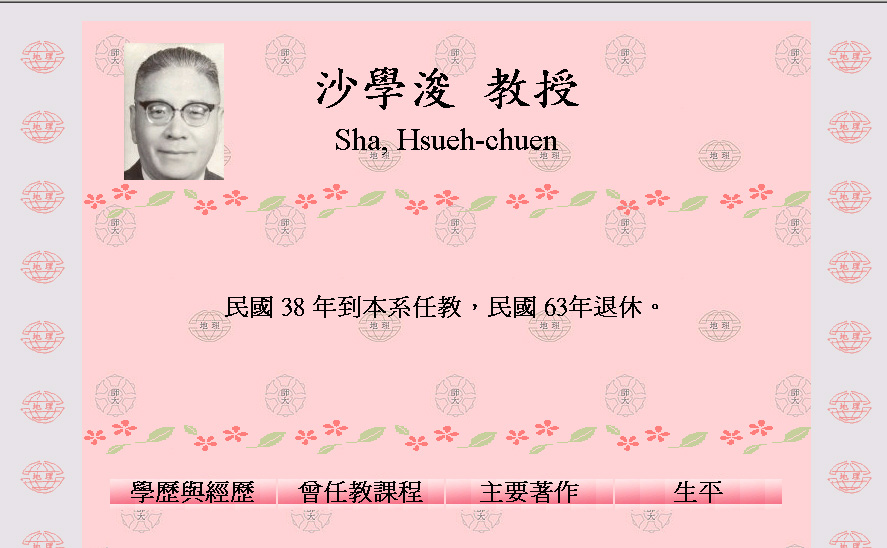 沙學浚 教授
Sha, Hsueh-chuen
民國 38 年到本系任教，民國 63年退休。
學歷與經歷 曾任教課程 主要著作 生平